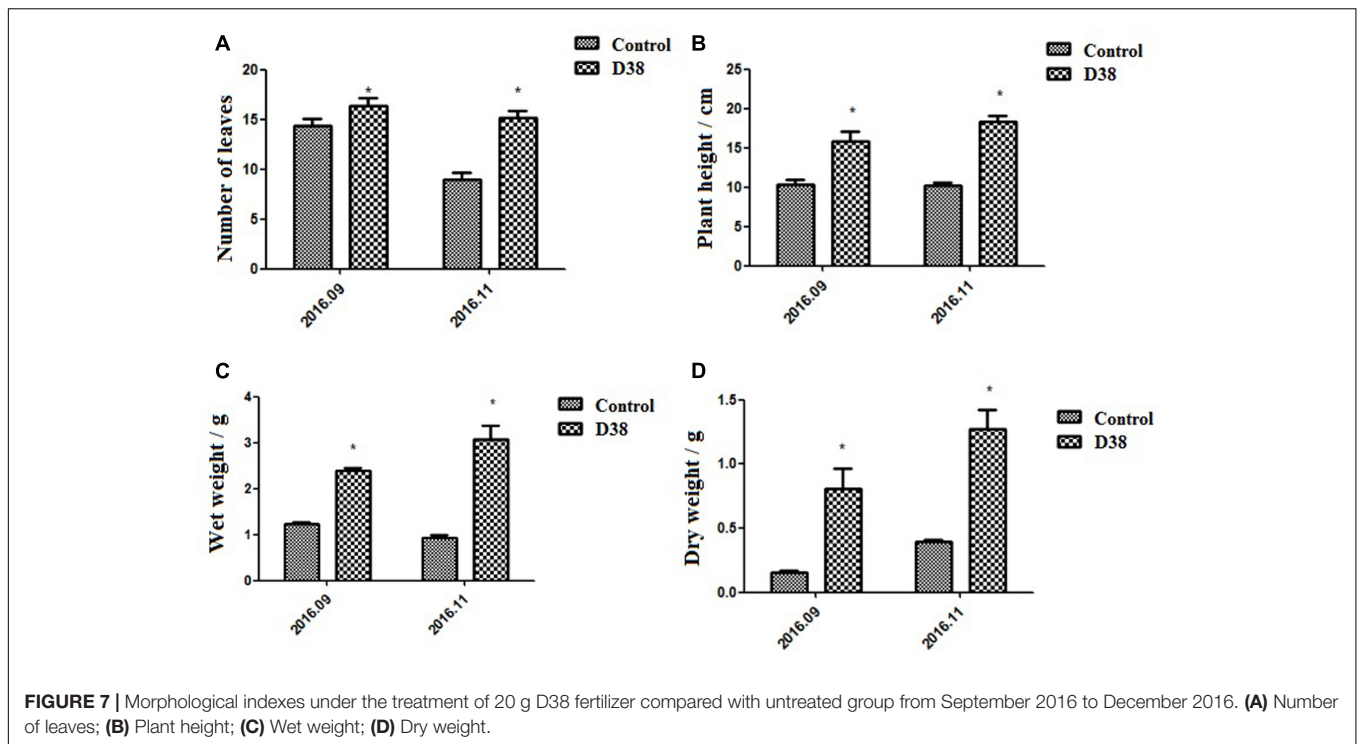 A
Control
D38
Number of leaves
20
15
10
5
0
*
*
2016.09
2016.11
B
Control
D38
Plant height / cm
25
20
15
10
5
0
*
*
2016.09
2016.11
C
Control
D38
Wet weight / g
4
3
2
1
0
*
*
2016.09
2016.11
D
Control
D38
Dry weight / g
1.5
1.0
0.5
0.0
*
*
2016.09
2016.11
FIGURE 7 | Morphological indexes under the treatment of 20 g D38 fertilizer compared with untreated group from September 2016 to December 2016. (A) Number
of leaves; (B) Plant height; (C) Wet weight; (D) Dry weight.